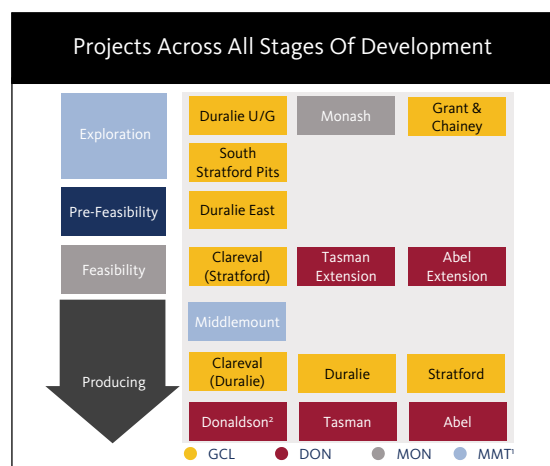 Projects Across All Stages Of Development
Exploration
Duralie U/G
Monash
Grant &
Chainey
South
Stratford Pits
Pre-Feasibility
Duralie East
Feasibility
Clareval
(Stratford)
Tasman
Extension
Abel
Extension
Producing
Middlemount
Clareval
(Duralie)
Duralie
Stratford
Donaldson²
Tasman
Abel
GCL DON MON MMT¹